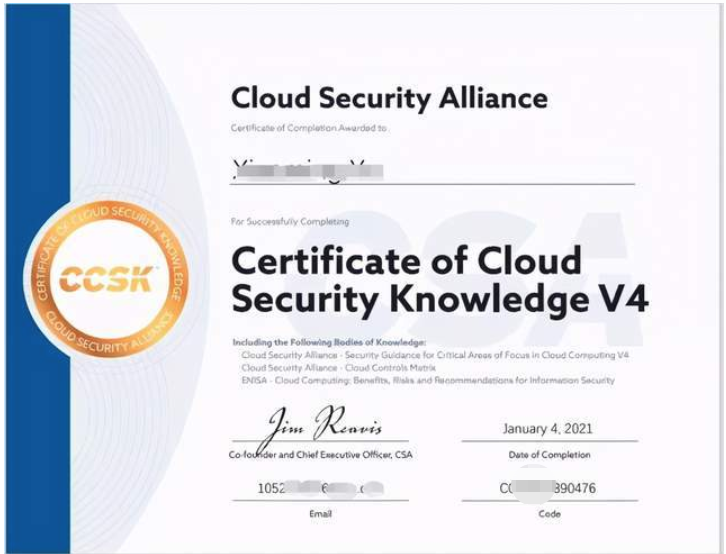 Cloud Security Alliance
Certificate of Completion Awarded to
For Successfully Completing
Certificate of Cloud
Security Knowledge V4
CERTIFICATE OF CLOUD SECURITY KNOWLEDGE
CCSK
CLOUD SECURITY ALLIANCE
CSA
Including the Following Bodies of Knowledge:
Cloud Security Alliance - Security Guidance for Critical Areas of Focus in Cloud Computing V4
Cloud Security Alliance - Cloud Controls Matrix
ENISA - Cloud Computing: Benefits, Risks and Recommendations for Information Security
Jim Reavis
January 4, 2021
Co-founder and Chief Executive Officer, CSA
Date of Completion
Email
Code